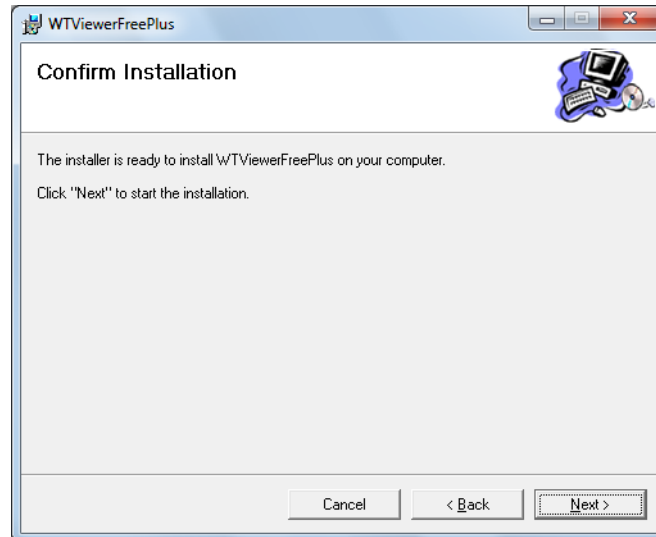 WTViewerFreePlus
Confirm Installation
The installer is ready to install WTViewerFreePlus on your computer.
Click "Next" to start the installation.
Cancel
< Back
Next >